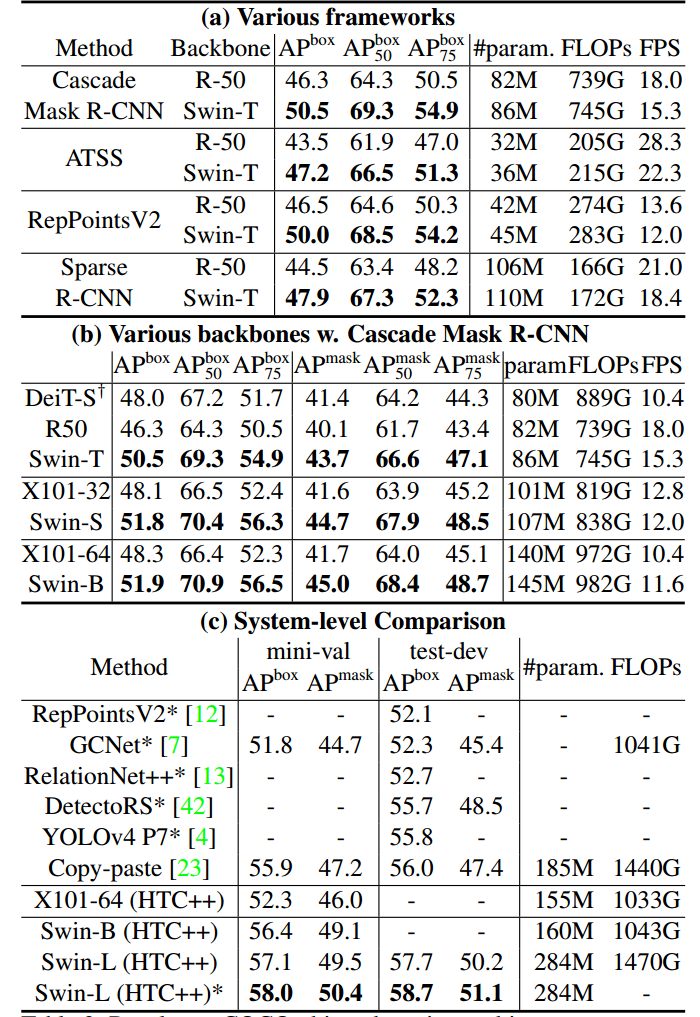 (a) Various frameworks
Method Backbone AP^box AP^box_50 AP^box_75 #param. FLOPs FPS
Cascade R-50 46.3 64.3 50.5 82M 739G 18.0
Mask R-CNN Swin-T 50.5 69.3 54.9 86M 745G 15.3
ATSS R-50 43.5 61.9 47.0 32M 205G 28.3
Swin-T 47.2 66.5 51.3 36M 215G 22.3
RepPointsV2 R-50 46.5 64.6 50.3 42M 274G 13.6
Swin-T 50.0 68.5 54.2 45M 283G 12.0
Sparse R-50 44.5 63.4 48.2 106M 166G 21.0
R-CNN Swin-T 47.9 67.3 52.3 110M 172G 18.4
(b) Various backbones w. Cascade Mask R-CNN
AP^box AP^box_50 AP^box_75 AP^mask AP^mask_50 AP^mask_75 param FLOPs FPS
DeiT-S† 48.0 67.2 51.7 41.4 64.2 44.3 80M 889G 10.4
R50 46.3 64.3 50.5 40.1 61.7 43.4 82M 739G 18.0
Swin-T 50.5 69.3 54.9 43.7 66.6 47.1 86M 745G 15.3
X101-32 48.1 66.5 52.4 41.6 63.9 45.2 101M 819G 12.8
Swin-S 51.8 70.4 56.3 44.7 67.9 48.5 107M 838G 12.0
X101-64 48.3 66.4 52.3 41.7 64.0 45.1 140M 972G 10.4
Swin-B 51.9 70.9 56.5 45.0 68.4 48.7 145M 982G 11.6
(c) System-level Comparison
Method mini-val test-dev #param. FLOPs
AP^box AP^mask AP^box AP^mask
RepPointsV2* [12] - - 52.1 - - -
GCNet* [7] 51.8 44.7 52.3 45.4 - 1041G
RelationNet++* [13] - - 52.7 - - -
DetectoRS* [42] - - 55.7 48.5 - -
YOLOv4 P7* [4] - - 55.8 - - -
Copy-paste [23] 55.9 47.2 56.0 47.4 185M 1440G
X101-64 (HTC++) 52.3 46.0 - - 155M 1033G
Swin-B (HTC++) 56.4 49.1 - - 160M 1043G
Swin-L (HTC++) 57.1 49.5 57.7 50.2 284M 1470G
Swin-L (HTC++)* 58.0 50.4 58.7 51.1 284M -